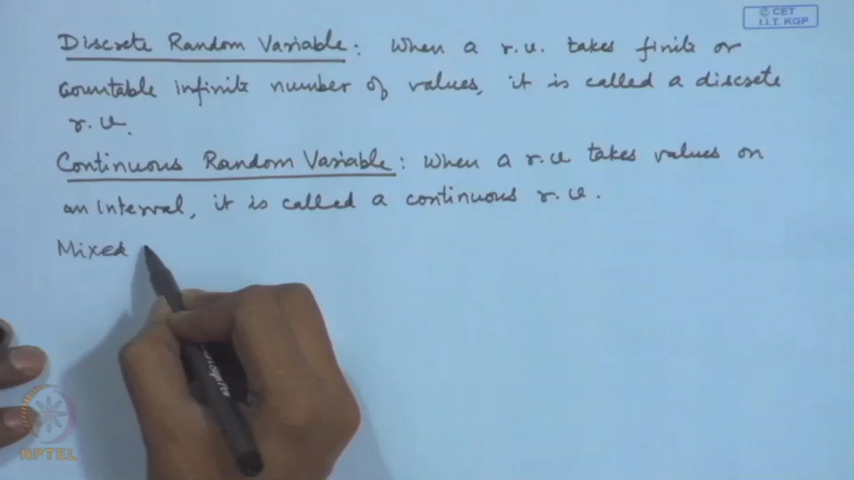 © CET
I.I.T. KGP
Discrete Random Variable : When a r.v. takes finite or
countable infinite number of values, it is called a discrete
r.v.
Continuous Random Variable : When a r.v. takes values on
an interval, it is called a continuous r.v.
Mixed
NPTEL